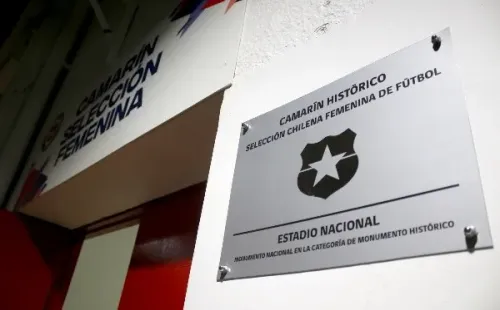 CAMARÍN
SELECCIÓN
FEMENINA
CAMARÍN HISTÓRICO
SELECCIÓN CHILENA FEMENINA DE FÚTBOL
ESTADIO NACIONAL
MONUMENTO NACIONAL EN LA CATEGORÍA DE MONUMENTO HISTÓRICO